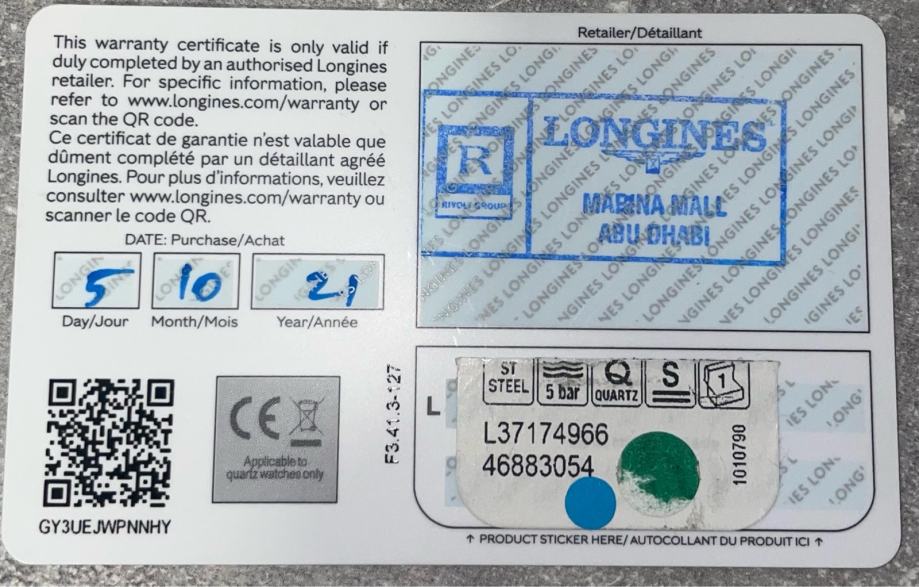 This warranty certificate is only valid if
duly completed by an authorised Longines
retailer. For specific information, please
refer to www.longines.com/warranty or
scan the QR code.
Ce certificat de garantie n'est valable que
dûment complété par un détaillant agréé
Longines. Pour plus d'informations, veuillez
consulter www.longines.com/warranty ou
scanner le code QR.
DATE: Purchase/Achat
5 10 21
Day/Jour Month/Mois Year/Année
GY3UEJWPNNHY
CE
Applicable to
quartz watches only
F3.41.3-127
Retailer/Détaillant
R
RIVOLI GROUP
LONGINES
MARINA MALL
ABU DHABI
L
ST
STEEL
5 bar
Q
QUARTZ
S
1
L37174966
46883054
1010790
↑ PRODUCT STICKER HERE/ AUTOCOLLANT DU PRODUIT ICI ↑